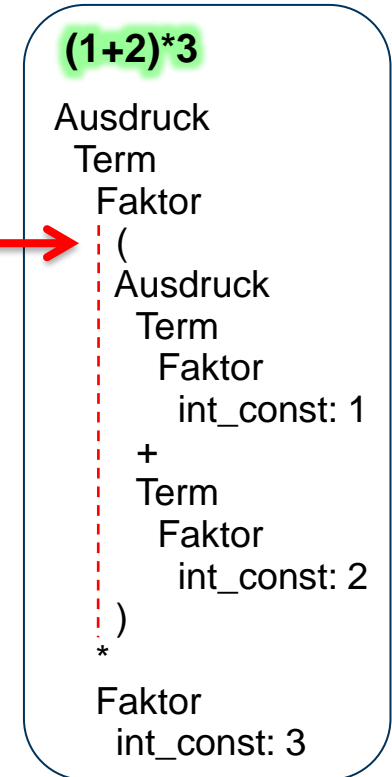 (1+2)*3
Ausdruck
Term
Faktor
(
Ausdruck
Term
Faktor
int_const: 1
+
Term
Faktor
int_const: 2
)
*
Faktor
int_const: 3